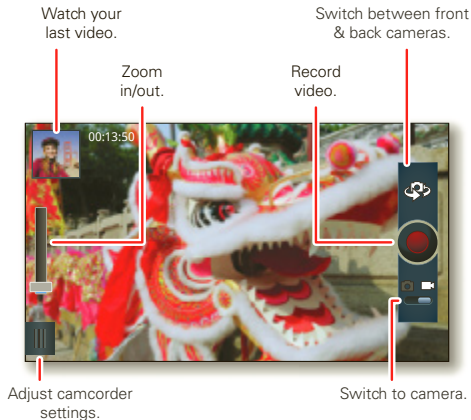 Watch your
last video.
Switch between front
& back cameras.
Zoom
in/out.
Record
video.
00:13:50
Adjust camcorder
settings.
Switch to camera.